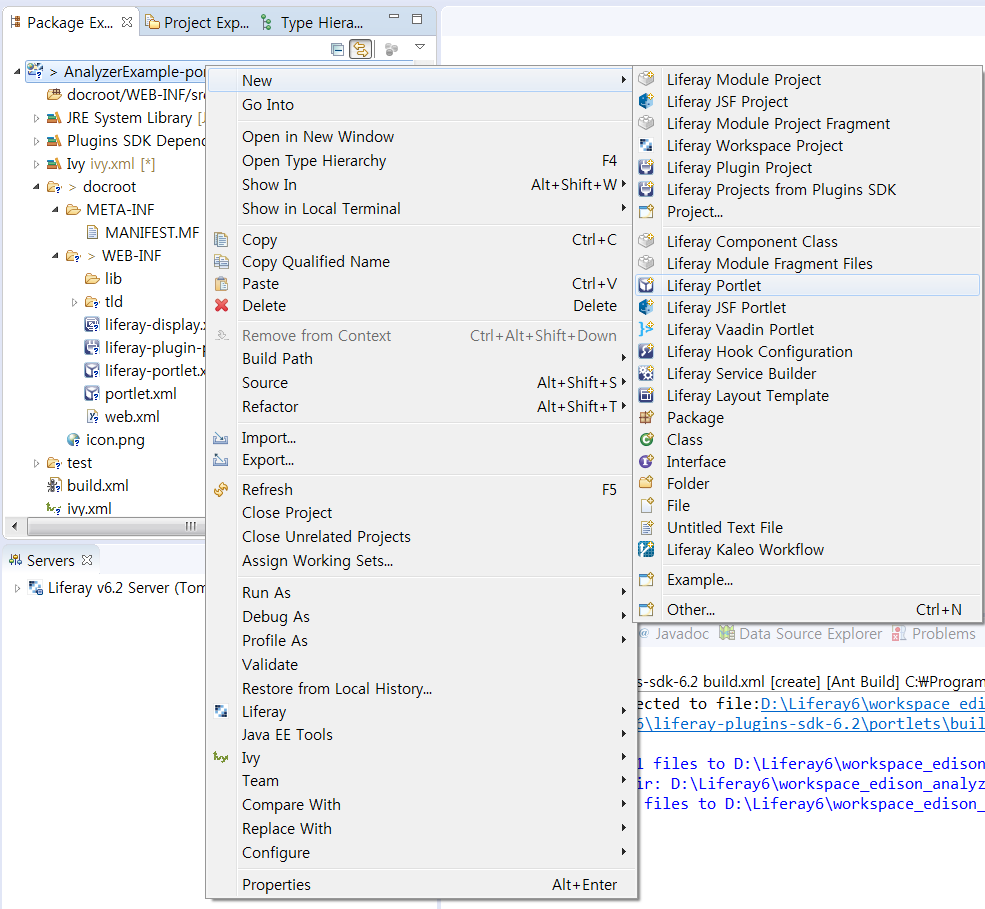 Package Ex...
Project Exp...
Type Hiera...
> AnalyzerExample-por
docroot/WEB-INF/src
JRE System Library [J
Plugins SDK Depend
Ivy ivy.xml [*]
> docroot
META-INF
MANIFEST.MF
> WEB-INF
lib
tld
liferay-display.x
liferay-plugin-p
liferay-portlet.x
portlet.xml
web.xml
icon.png
test
build.xml
ivy.xml
Servers
Liferay v6.2 Server (Tom
New
Go Into
Open in New Window
Open Type Hierarchy F4
Show In Alt+Shift+W
Show in Local Terminal
Copy Ctrl+C
Copy Qualified Name
Paste Ctrl+V
Delete Delete
Remove from Context Ctrl+Alt+Shift+Down
Build Path
Source Alt+Shift+S
Refactor Alt+Shift+T
Import...
Export...
Refresh F5
Close Project
Close Unrelated Projects
Assign Working Sets...
Run As
Debug As
Profile As
Validate
Restore from Local History...
Liferay
Java EE Tools
Ivy
Team
Compare With
Replace With
Configure
Properties Alt+Enter
Liferay Module Project
Liferay JSF Project
Liferay Module Project Fragment
Liferay Workspace Project
Liferay Plugin Project
Liferay Projects from Plugins SDK
Project...
Liferay Component Class
Liferay Module Fragment Files
Liferay Portlet
Liferay JSF Portlet
Liferay Vaadin Portlet
Liferay Hook Configuration
Liferay Service Builder
Liferay Layout Template
Package
Class
Interface
Folder
File
Untitled Text File
Liferay Kaleo Workflow
Example...
Other... Ctrl+N
@ Javadoc
Data Source Explorer
Problems
s-sdk-6.2 build.xml [create] [Ant Build] C:₩Program
ected to file:D:\Liferay6\workspace_edi
6\liferay-plugins-sdk-6.2\portlets\buil
1 files to D:\Liferay6\workspace_edison
ir: D:\Liferay6\workspace_edison_analyz
files to D:\Liferay6\workspace_edison_